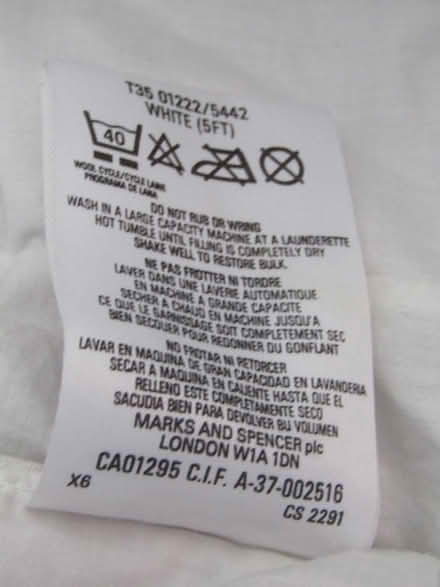 T35 01222/5442
WHITE (5FT)
40
WOOL CYCLE/CYCLE LAINE
PROGRAMA DE LANA
DO NOT RUB OR WRING
WASH IN A LARGE CAPACITY MACHINE AT A LAUNDERETTE
HOT TUMBLE UNTIL FILLING IS COMPLETELY DRY
SHAKE WELL TO RESTORE BULK
NE PAS FROTTER NI TORDRE
LAVER DANS UNE LAVERIE AUTOMATIQUE
EN MACHINE A GRANDE CAPACITE
SECHER A CHAUD EN MACHINE JUSQU'A
CE QUE LE GARNISSAGE SOIT COMPLETEMENT SEC
BIEN SECOUER POUR REDONNER DU GONFLANT
NO FROTAR NI RETORCER
LAVAR EN MAQUINA DE GRAN CAPACIDAD EN LAVANDERIA
SECAR A MAQUINA EN CALIENTE HASTA QUE EL
RELLENO ESTE COMPLETAMENTE SECO
SACUDIA BIEN PARA DEVOLVER BU VOLUMEN
MARKS AND SPENCER plc
LONDON W1A 1DN
CA01295 C.I.F. A-37-002516
X6
CS 2291